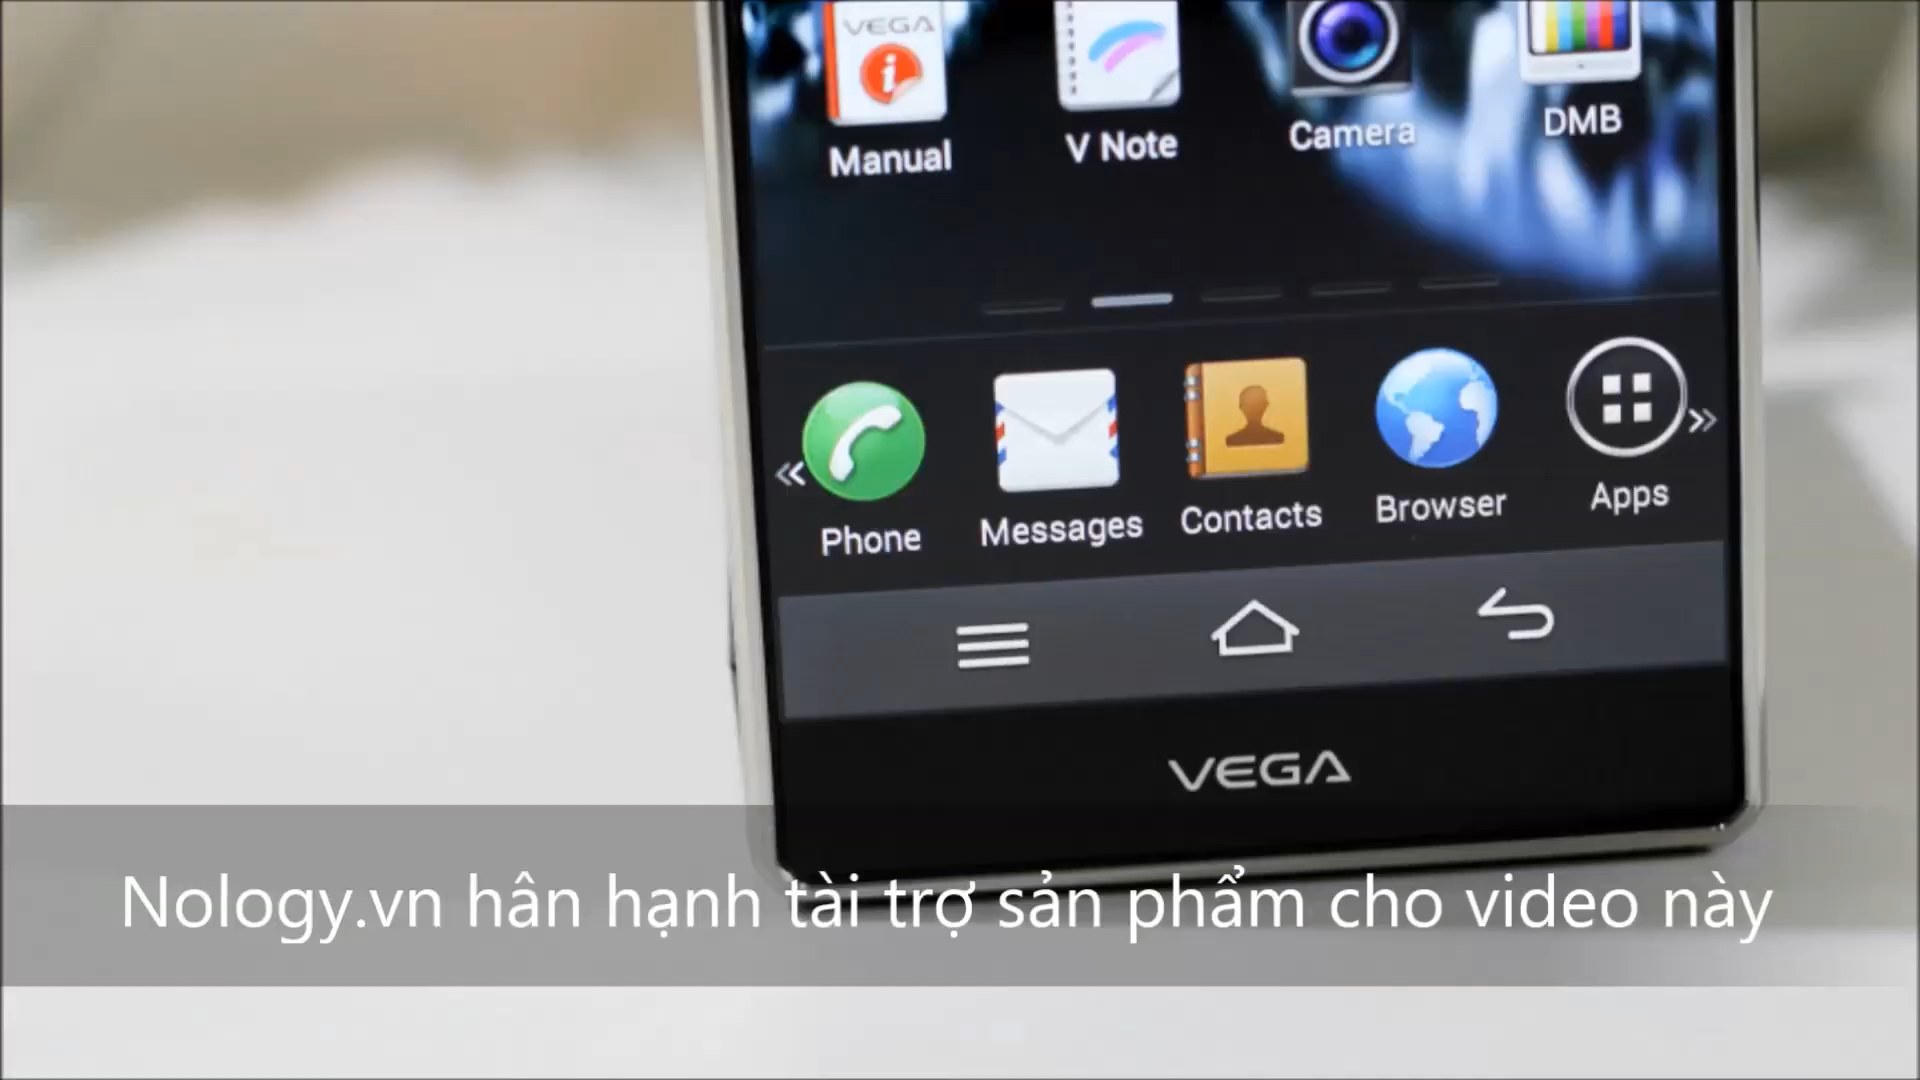 VEGA
Manual
V Note
Camera
DMB
Phone
Messages
Contacts
Browser
Apps
VEGA
Nology.vn hân hạnh tài trợ sản phẩm cho video này